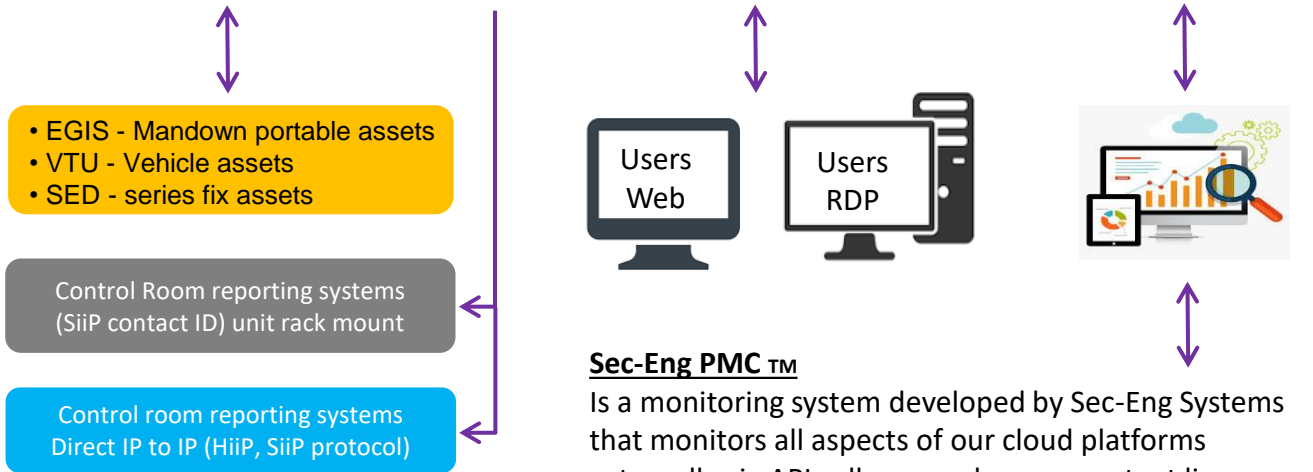 • EGIS - Mandown portable assets
• VTU - Vehicle assets
• SED - series fix assets
Users
Web
Users
RDP
Control Room reporting systems
(SiiP contact ID) unit rack mount
Control room reporting systems
Direct IP to IP (HiiP, SiiP protocol)
Sec-Eng PMC TM
Is a monitoring system developed by Sec-Eng Systems
that monitors all aspects of our cloud platforms